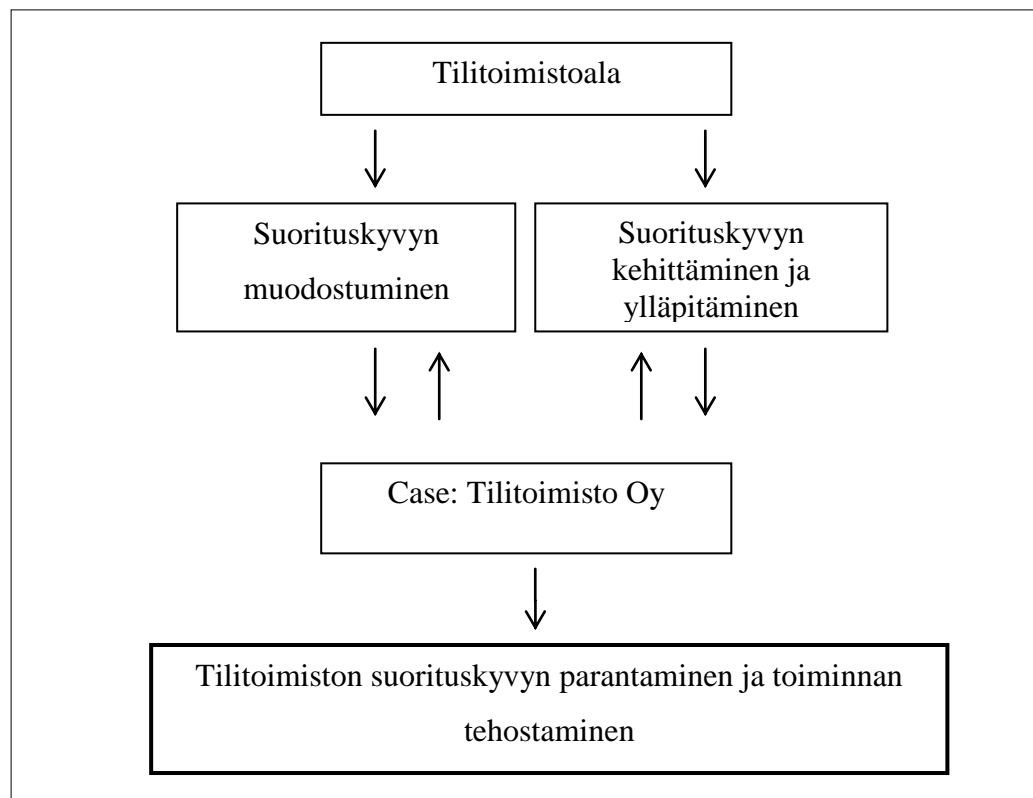 Tilitoimistoala
Suorituskyvyn
muodostuminen
Suorituskyvyn
kehittäminen ja
ylläpitäminen
Case: Tilitoimisto Oy
Tilitoimiston suorituskyvyn parantaminen ja toiminnan
tehostaminen